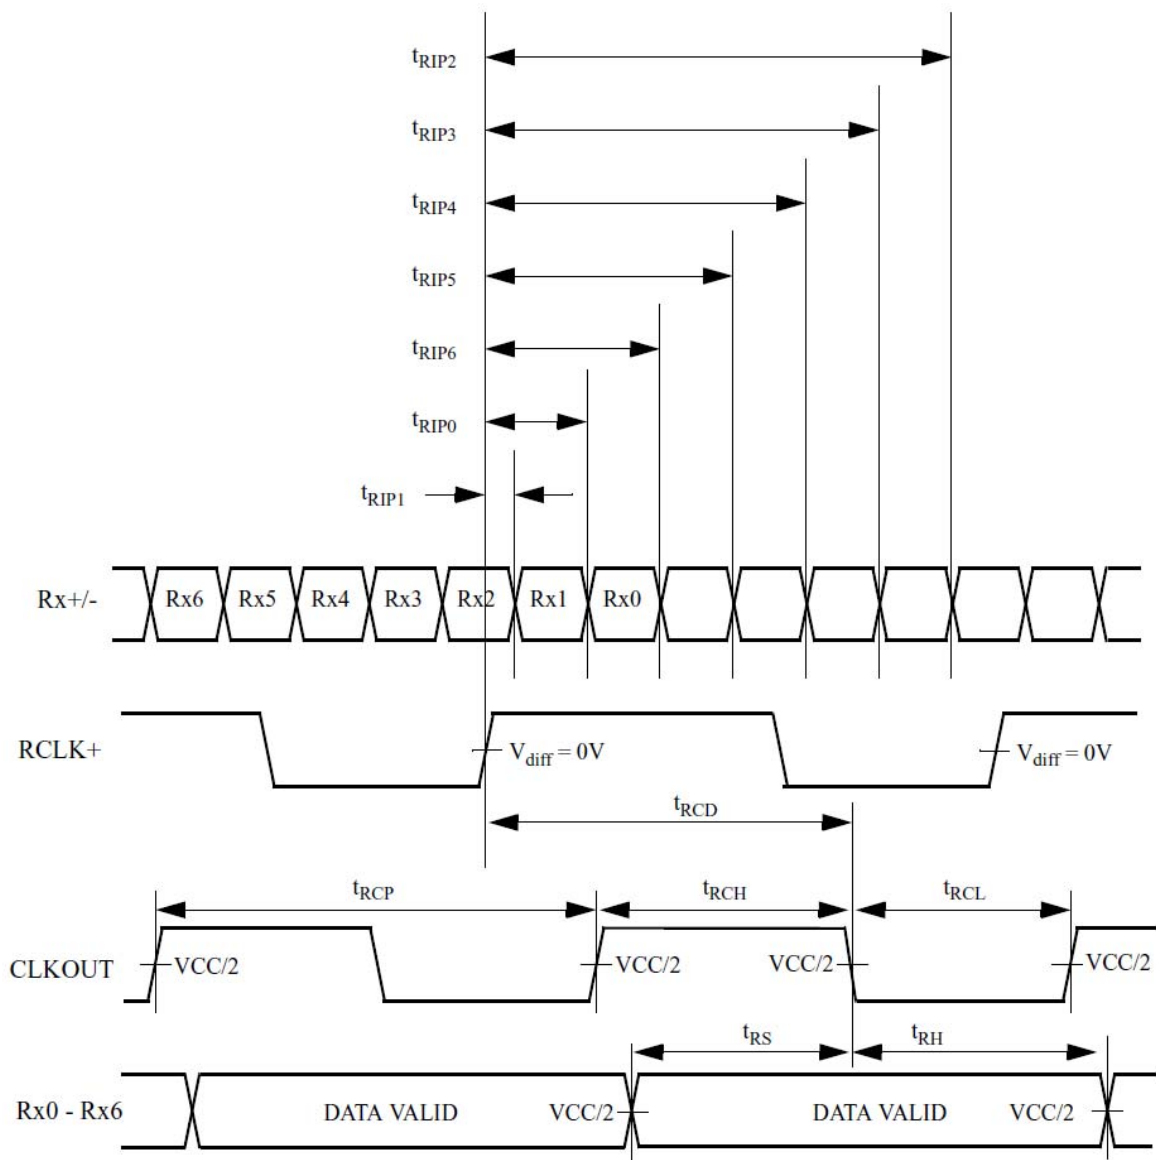 tRIP2
tRIP3
tRIP4
tRIP5
tRIP6
tRIP0
tRIP1
Rx+/- Rx6 Rx5 Rx4 Rx3 Rx2 Rx1 Rx0
RCLK+ Vdiff = 0V Vdiff = 0V
tRCD
tRCP tRCH tRCL
CLKOUT VCC/2 VCC/2 VCC/2 VCC/2
tRS tRH
Rx0 - Rx6 DATA VALID VCC/2 DATA VALID VCC/2